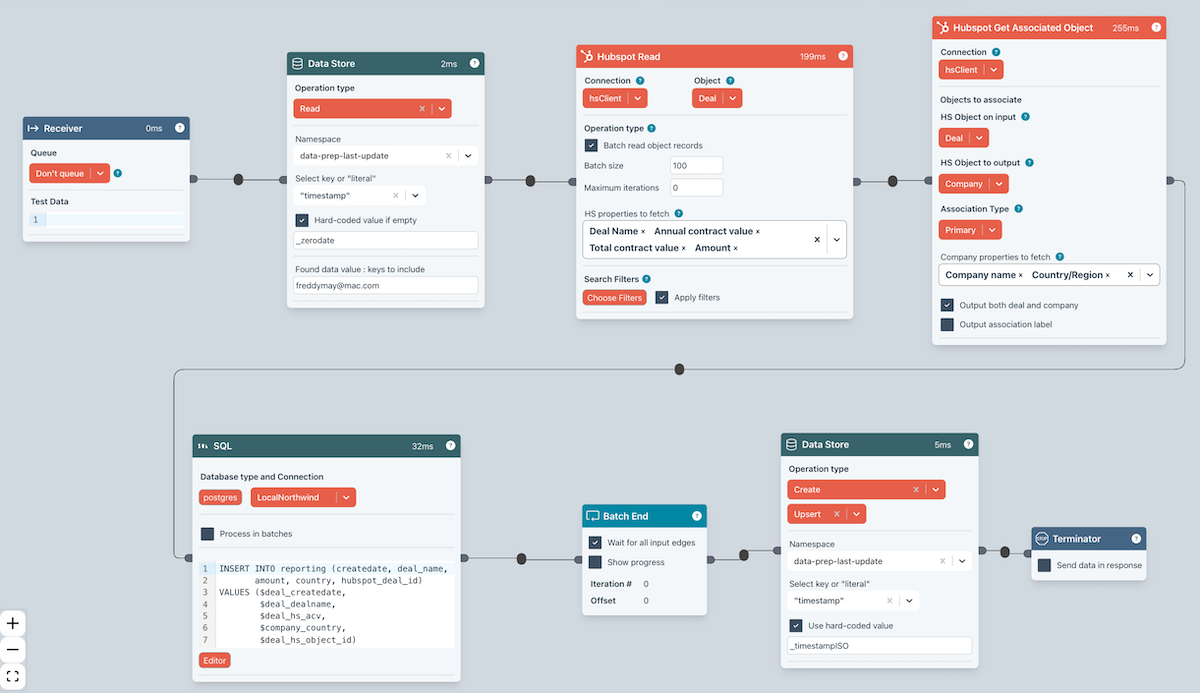 Receiver 0ms
Queue
Don't queue
Test Data
1
Data Store 2ms
Operation type
Read
Namespace
data-prep-last-update
Select key or "literal"
"timestamp"
Hard-coded value if empty
_zerodate
Found data value : keys to include
freddymay@mac.com
Hubspot Read 199ms
Connection Object
hsClient Deal
Operation type
Batch read object records
Batch size 100
Maximum iterations 0
HS properties to fetch
Deal Name × Annual contract value ×
Total contract value × Amount ×
Search Filters
Choose Filters Apply filters
Hubspot Get Associated Object 255ms
Connection
hsClient
Objects to associate
HS Object on input
Deal
HS Object to output
Company
Association Type
Primary
Company properties to fetch
Company name × Country/Region ×
Output both deal and company
Output association label
SQL 32ms
Database type and Connection
postgres LocalNorthwind
Process in batches
1 INSERT INTO reporting (createdate, deal_name,
2 amount, country, hubspot_deal_id)
3 VALUES ($deal_createdate,
4 $deal_dealname,
5 $deal_hs_acv,
6 $company_country,
7 $deal_hs_object_id)
Editor
Batch End
Wait for all input edges
Show progress
Iteration # 0
Offset 0
Data Store 5ms
Operation type
Create
Upsert
Namespace
data-prep-last-update
Select key or "literal"
"timestamp"
Use hard-coded value
_timestampISO
STOP Terminator
Send data in response